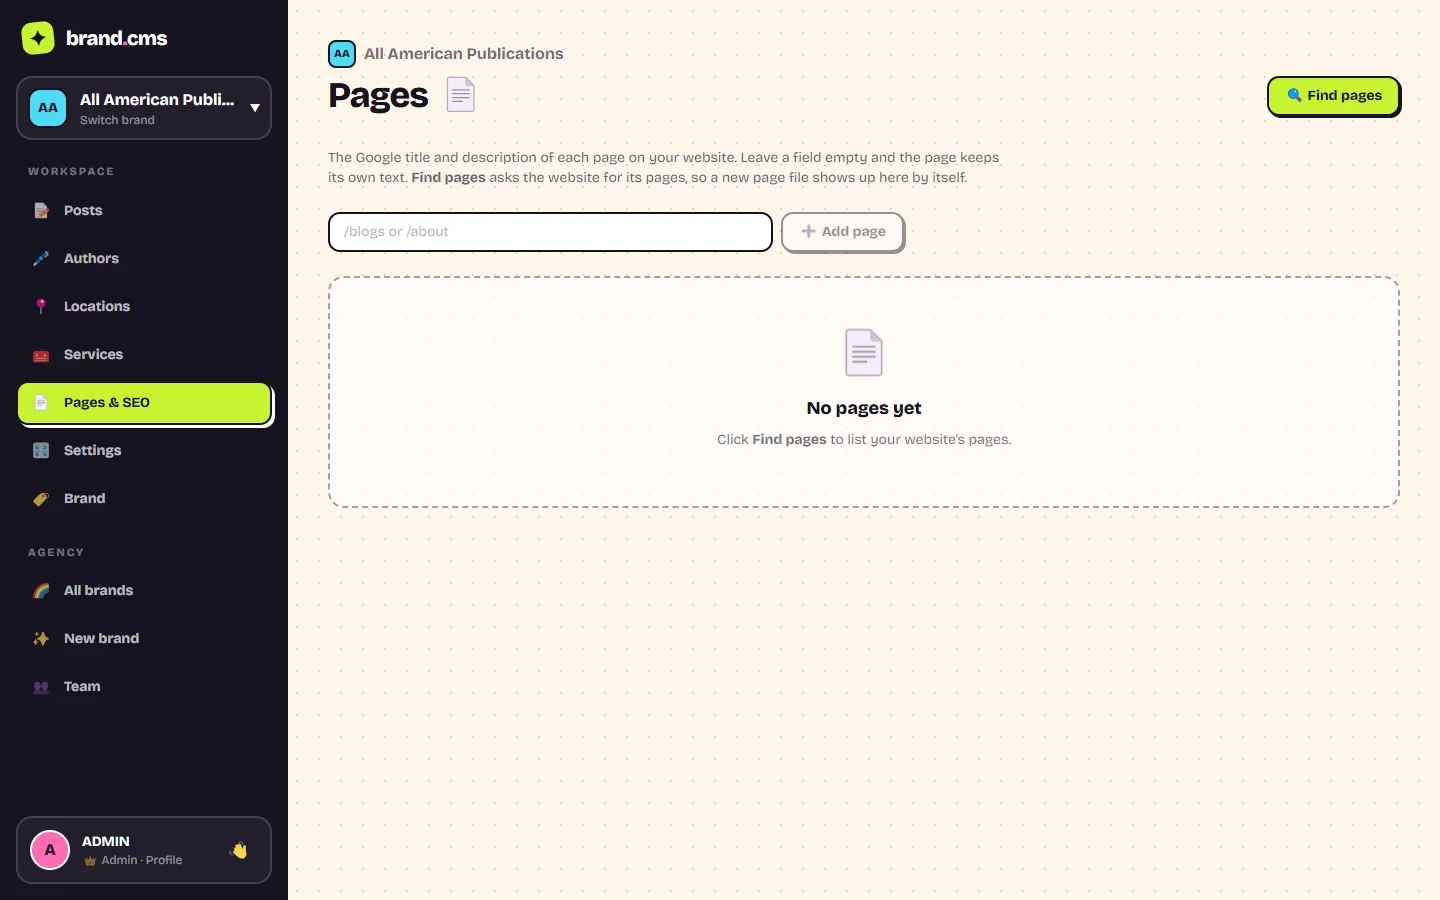 brand.cms
AA
All American Publi...
Switch brand
WORKSPACE
Posts
Authors
Locations
Services
Pages & SEO
Settings
Brand
AGENCY
All brands
New brand
Team
A
ADMIN
Admin · Profile
AA
All American Publications
Pages
Find pages
The Google title and description of each page on your website. Leave a field empty and the page keeps
its own text. Find pages asks the website for its pages, so a new page file shows up here by itself.
/blogs or /about
Add page
No pages yet
Click Find pages to list your website's pages.